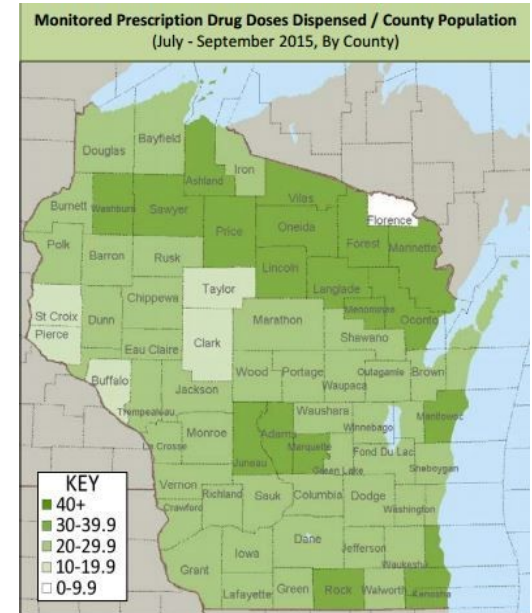 Monitored Prescription Drug Doses Dispensed / County Population
(July - September 2015, By County)
Douglas
Bayfield
Ashland
Iron
Vilas
Florence
Burnett
Washburn
Sawyer
Price
Oneida
Forest
Marinette
Polk
Barron
Rusk
Lincoln
Langlade
Taylor
Chippewa
Menominee
Oconto
St Croix
Dunn
Marathon
Pierce
Clark
Shawano
Eau Claire
Buffalo
Wood
Portage
Waupaca
Outagamie
Brown
Jackson
Trempealeau
Waushara
Winnebago
Manitowoc
Monroe
Adams
Marquette
La Crosse
Juneau
Green Lake
Fond Du Lac
Sheboygan
Vernon
Richland
Sauk
Columbia
Dodge
Crawford
Washington
Dane
Iowa
Jefferson
Waukesha
Grant
Lafayette
Green
Rock
Walworth
Kenosha
KEY
40+
30-39.9
20-29.9
10-19.9
0-9.9